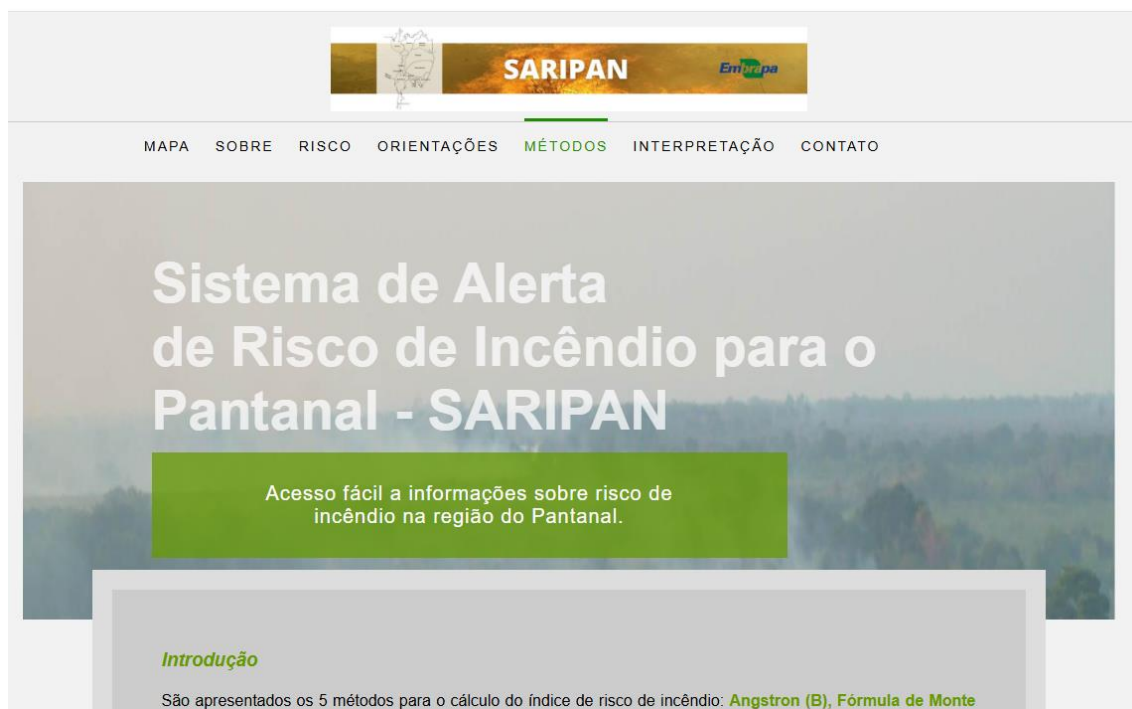 SARIPAN
Embrapa
MAPA SOBRE RISCO ORIENTAÇÕES MÉTODOS INTERPRETAÇÃO CONTATO
Sistema de Alerta
de Risco de Incêndio para o
Pantanal - SARIPAN
Acesso fácil a informações sobre risco de
incêndio na região do Pantanal.
Introdução
São apresentados os 5 métodos para o cálculo do índice de risco de incêndio: Angstron (B), Fórmula de Monte